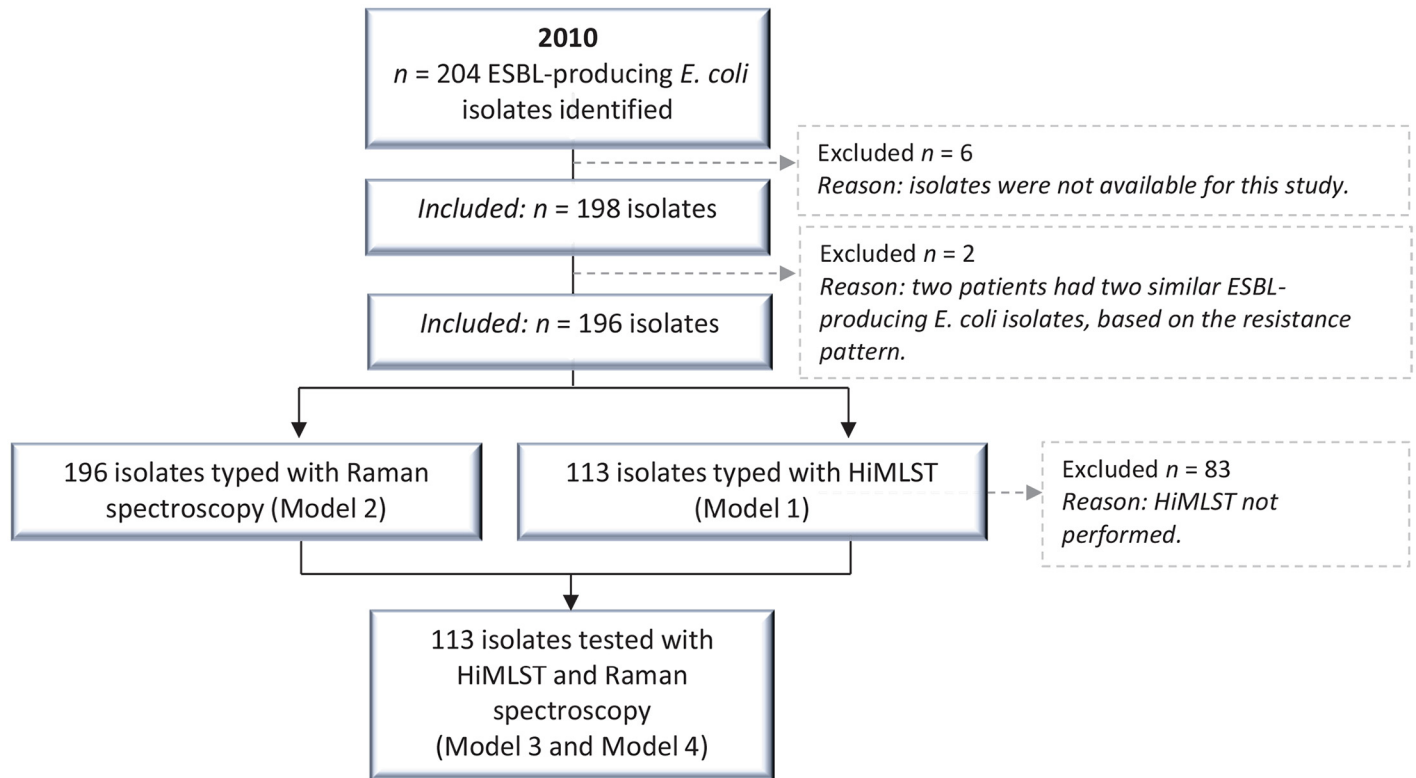 2010
n = 204 ESBL-producing E. coli
isolates identified
Excluded n = 6
Reason: isolates were not available for this study.
Included: n = 198 isolates
Excluded n = 2
Reason: two patients had two similar ESBL-
producing E. coli isolates, based on the resistance
pattern.
Included: n = 196 isolates
196 isolates typed with Raman
spectroscopy (Model 2)
113 isolates typed with HiMLST
(Model 1)
Excluded n = 83
Reason: HiMLST not
performed.
113 isolates tested with
HiMLST and Raman
spectroscopy
(Model 3 and Model 4)